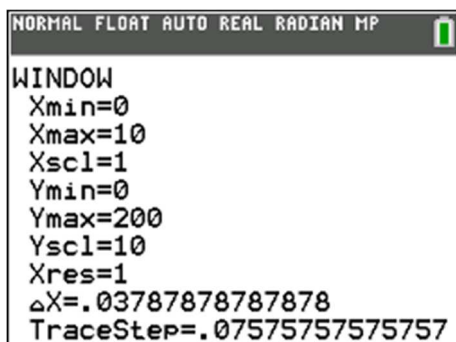 NORMAL FLOAT AUTO REAL RADIAN MP
WINDOW
Xmin=0
Xmax=10
Xscl=1
Ymin=0
Ymax=200
Yscl=10
Xres=1
△X=.03787878787878
TraceStep=.07575757575757